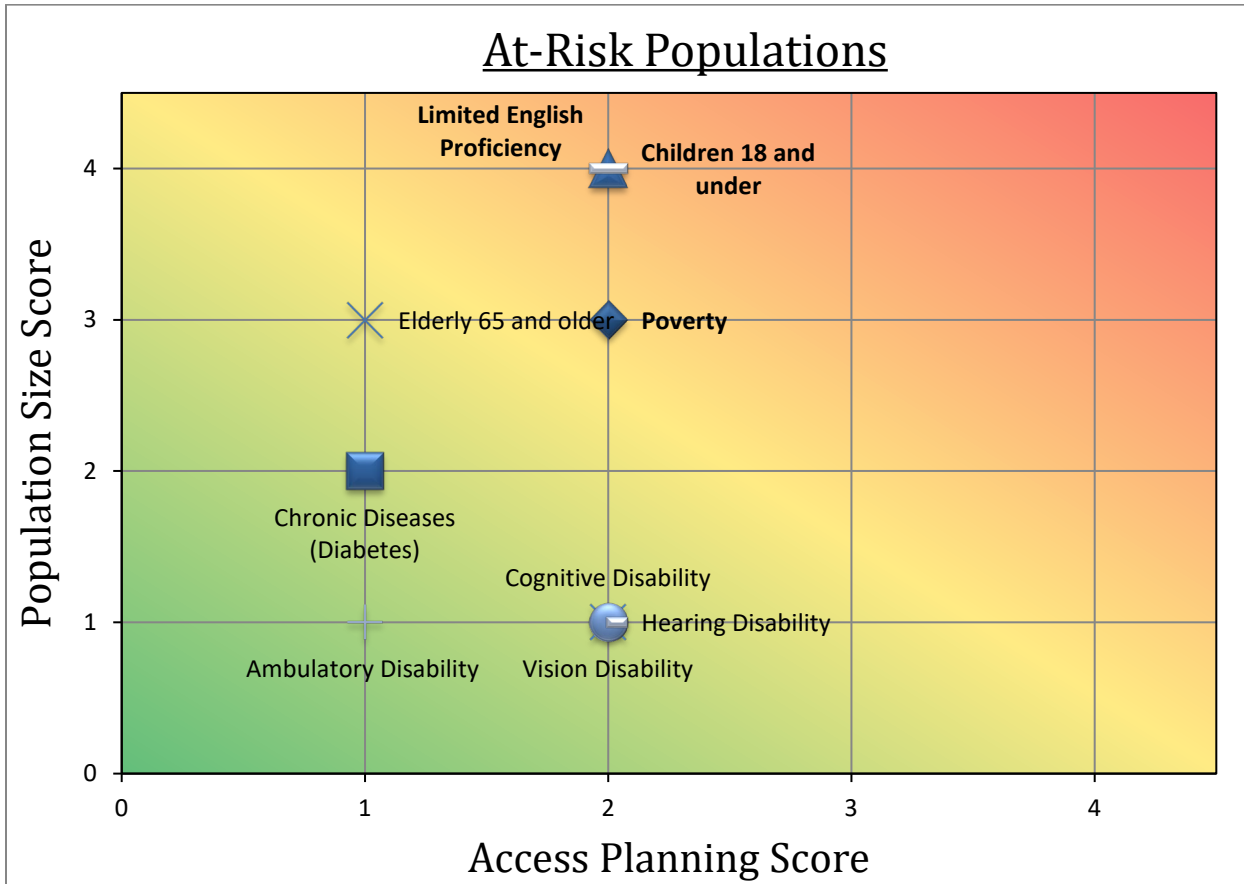 At-Risk Populations
Limited English
Proficiency
Children 18 and
under
Elderly 65 and older
Poverty
Chronic Diseases
(Diabetes)
Cognitive Disability
Hearing Disability
Ambulatory Disability
Vision Disability
Population Size Score
4
3
2
1
0
0 1 2 3 4
Access Planning Score